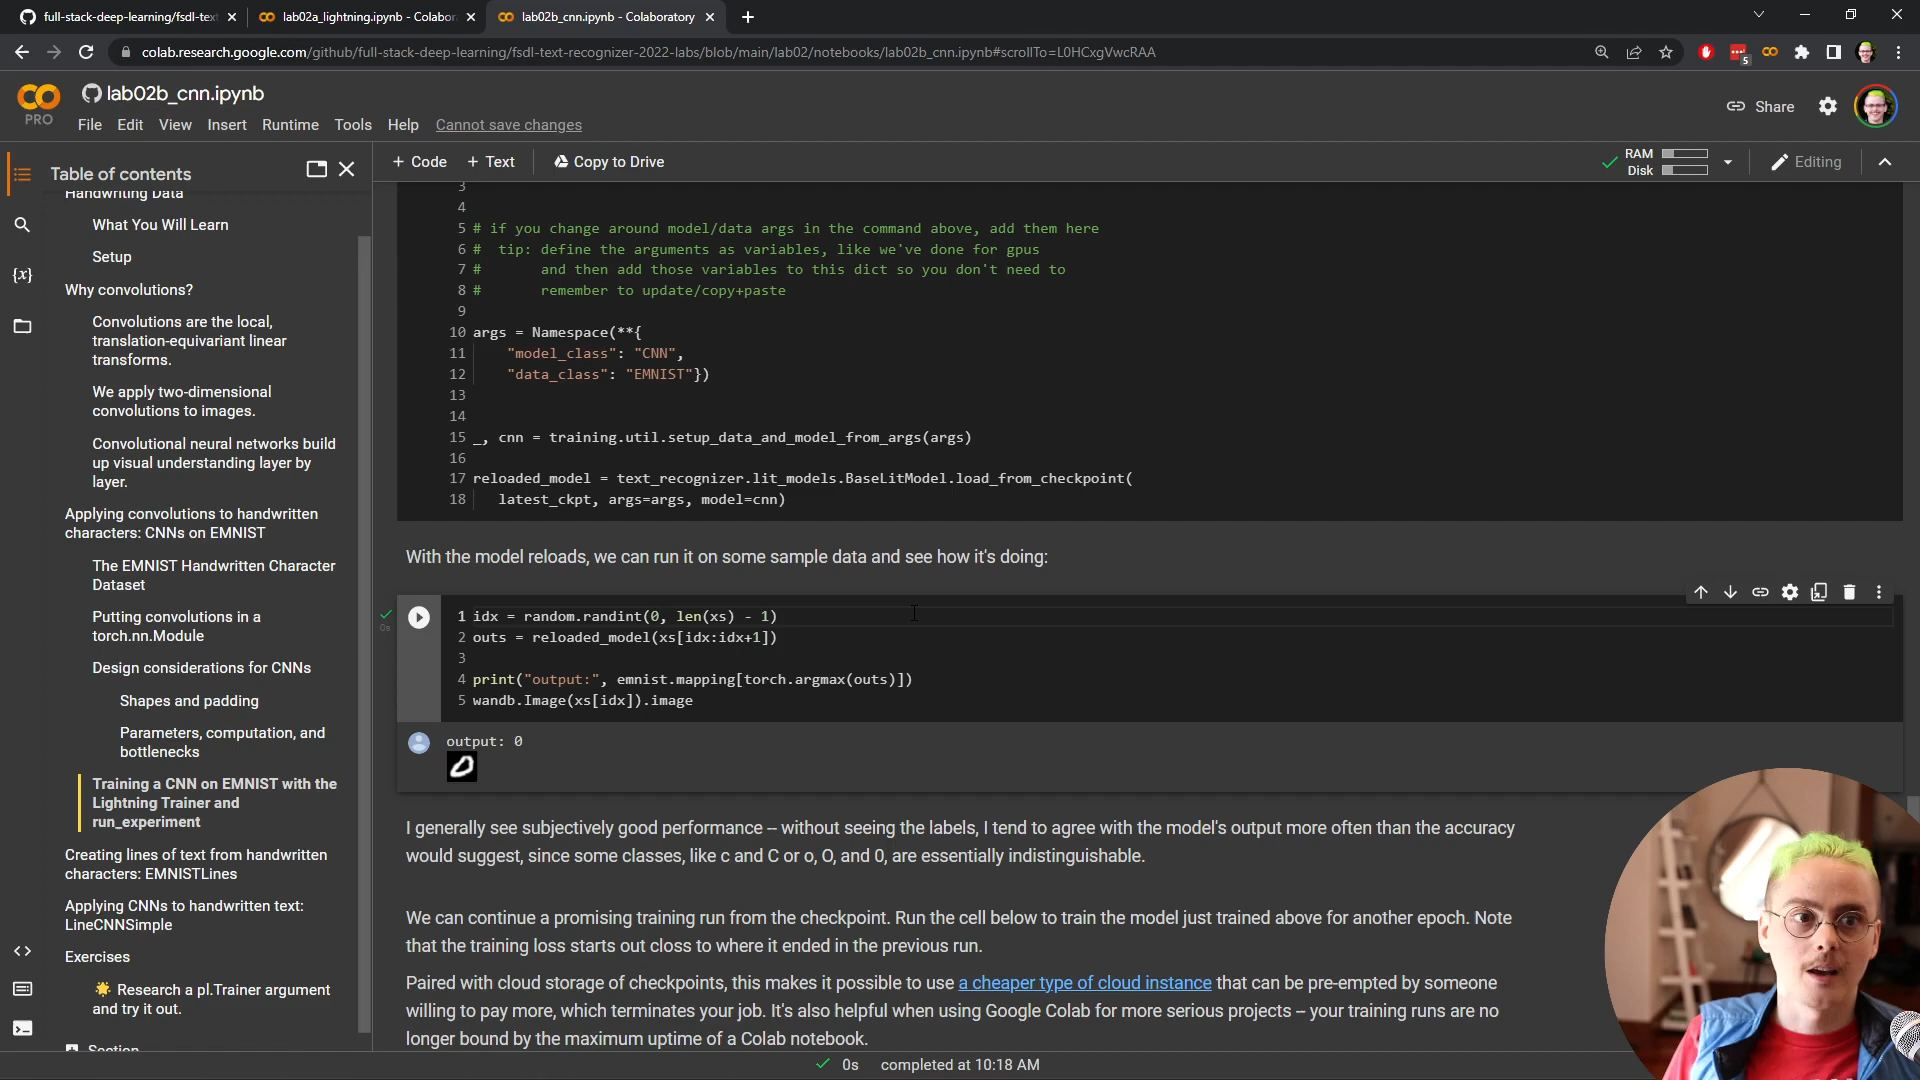 full-stack-deep-learning/fsdl-text
lab02a_lightning.ipynb - Colabor
lab02b_cnn.ipynb - Colaboratory
colab.research.google.com/github/full-stack-deep-learning/fsdl-text-recognizer-2022-labs/blob/main/lab02/notebooks/lab02b_cnn.ipynb#scrollTo=L0HCxgVwcRAA
5
PRO
lab02b_cnn.ipynb
File Edit View Insert Runtime Tools Help Cannot save changes
Share
+ Code + Text Copy to Drive
RAM
Disk
Editing
Table of contents
Handwriting Data
What You Will Learn
Setup
Why convolutions?
Convolutions are the local,
translation-equivariant linear
transforms.
We apply two-dimensional
convolutions to images.
Convolutional neural networks build
up visual understanding layer by
layer.
Applying convolutions to handwritten
characters: CNNs on EMNIST
The EMNIST Handwritten Character
Dataset
Putting convolutions in a
torch.nn.Module
Design considerations for CNNs
Shapes and padding
Parameters, computation, and
bottlenecks
Training a CNN on EMNIST with the
Lightning Trainer and
run_experiment
Creating lines of text from handwritten
characters: EMNISTLines
Applying CNNs to handwritten text:
LineCNNSimple
Exercises
🌟 Research a pl.Trainer argument
and try it out.
Section
3
4
5 # if you change around model/data args in the command above, add them here
6 #  tip: define the arguments as variables, like we've done for gpus
7 #       and then add those variables to this dict so you don't need to
8 #       remember to update/copy+paste
9
10 args = Namespace(**{
11     "model_class": "CNN",
12     "data_class": "EMNIST"})
13
14
15 _, cnn = training.util.setup_data_and_model_from_args(args)
16
17 reloaded_model = text_recognizer.lit_models.BaseLitModel.load_from_checkpoint(
18    latest_ckpt, args=args, model=cnn)
With the model reloads, we can run it on some sample data and see how it's doing:
1 idx = random.randint(0, len(xs) - 1)
2 outs = reloaded_model(xs[idx:idx+1])
3
4 print("output:", emnist.mapping[torch.argmax(outs)])
5 wandb.Image(xs[idx]).image
0s
output: 0
0
I generally see subjectively good performance -- without seeing the labels, I tend to agree with the model's output more often than the accuracy
would suggest, since some classes, like c and C or o, O, and 0, are essentially indistinguishable.
We can continue a promising training run from the checkpoint. Run the cell below to train the model just trained above for another epoch. Note
that the training loss starts out closs to where it ended in the previous run.
Paired with cloud storage of checkpoints, this makes it possible to use a cheaper type of cloud instance that can be pre-empted by someone
willing to pay more, which terminates your job. It's also helpful when using Google Colab for more serious projects -- your training runs are no
longer bound by the maximum uptime of a Colab notebook.
0s completed at 10:18 AM